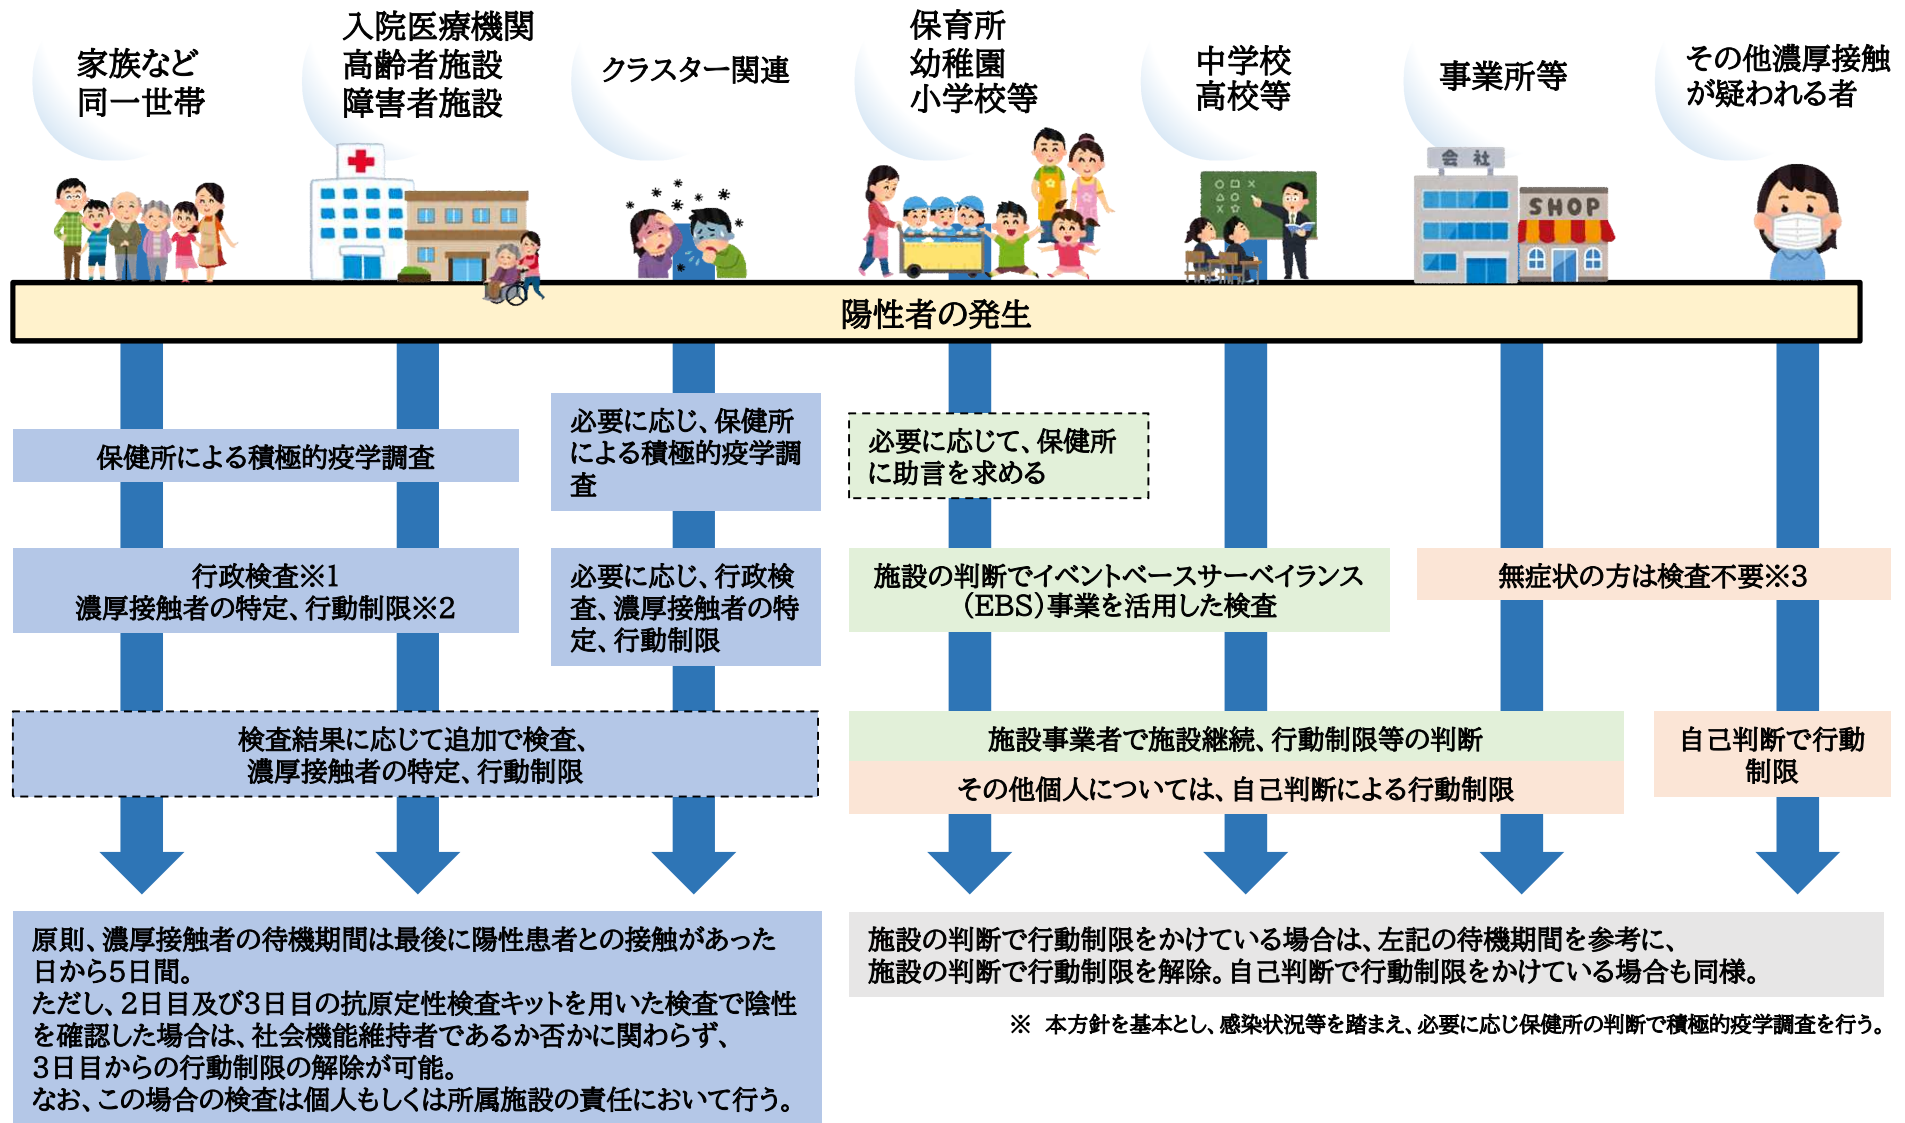 家族など
同一世帯
入院医療機関
高齢者施設
障害者施設
クラスター関連
保育所
幼稚園
小学校等
中学校
高校等
事業所等
その他濃厚接触
が疑われる者
会社
SHOP
陽性者の発生
保健所による積極的疫学調査
必要に応じ、保健所
による積極的疫学調
査
必要に応じて、保健所
に助言を求める
行政検査※1
濃厚接触者の特定、行動制限※2
必要に応じ、行政検
査、濃厚接触者の特
定、行動制限
施設の判断でイベントベースサーベイランス
(EBS)事業を活用した検査
無症状の方は検査不要※3
検査結果に応じて追加で検査、
濃厚接触者の特定、行動制限
施設事業者で施設継続、行動制限等の判断
その他個人については、自己判断による行動制限
自己判断で行動
制限
原則、濃厚接触者の待機期間は最後に陽性患者との接触があった
日から5日間。
ただし、2日目及び3日目の抗原定性検査キットを用いた検査で陰性
を確認した場合は、社会機能維持者であるか否かに関わらず、
3日目からの行動制限の解除が可能。
なお、この場合の検査は個人もしくは所属施設の責任において行う。
施設の判断で行動制限をかけている場合は、左記の待機期間を参考に、
施設の判断で行動制限を解除。自己判断で行動制限をかけている場合も同様。
※ 本方針を基本とし、感染状況等を踏まえ、必要に応じ保健所の判断で積極的疫学調査を行う。